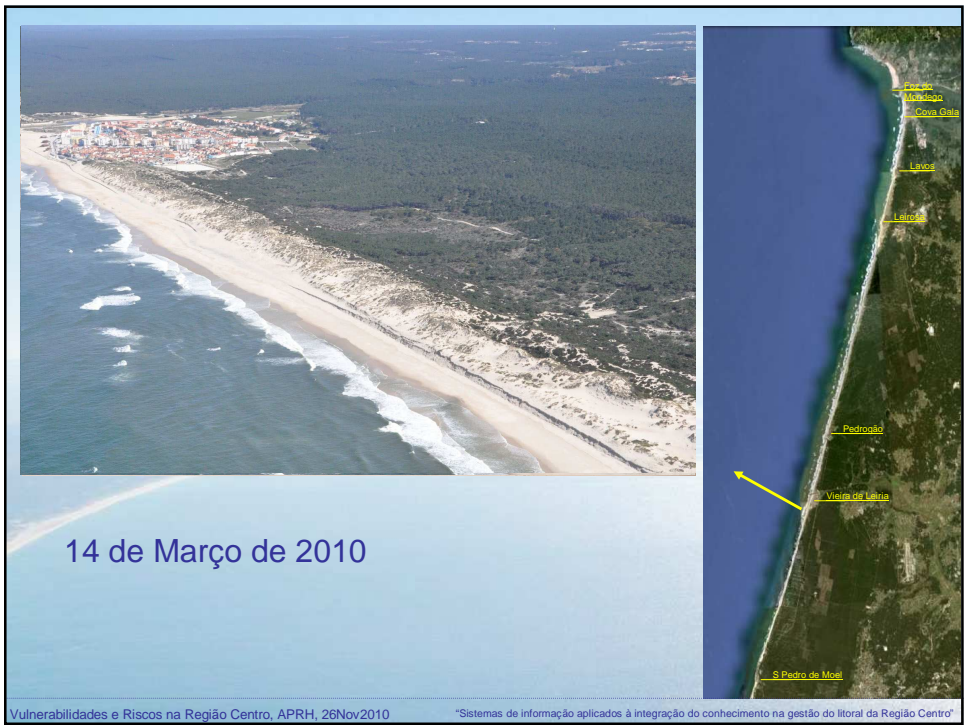 Foz do
Mondego
Cova Gala
Lavos
Leirosa
Pedrogão
Vieira de Leiria
S Pedro de Moel
14 de Março de 2010
Vulnerabilidades e Riscos na Região Centro, APRH, 26Nov2010
“Sistemas de informação aplicados à integração do conhecimento na gestão do litoral da Região Centro”